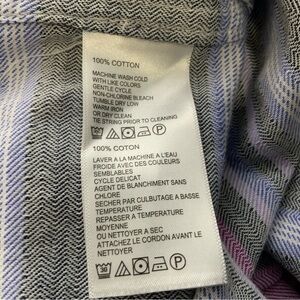 100% COTTON
MACHINE WASH COLD
WITH LIKE COLORS
GENTLE CYCLE
NON-CHLORINE BLEACH
TUMBLE DRY LOW
WARM IRON
OR DRY CLEAN
TIE STRING PRIOR TO CLEANING
30 P
100% COTON
LAVER A LA MACHINE A L'EAU
FROIDE AVEC DES COULEURS
SEMBLABLES
CYCLE DELICAT
AGENT DE BLANCHIMENT SANS
CHLORE
SECHER PAR CULBUTAGE A BASSE
TEMPERATURE
REPASSER A TEMPERATURE
MOYENNE
OU NETTOYER A SEC
ATTACHEZ LE CORDON AVANT LE
NETTOYER
30 P